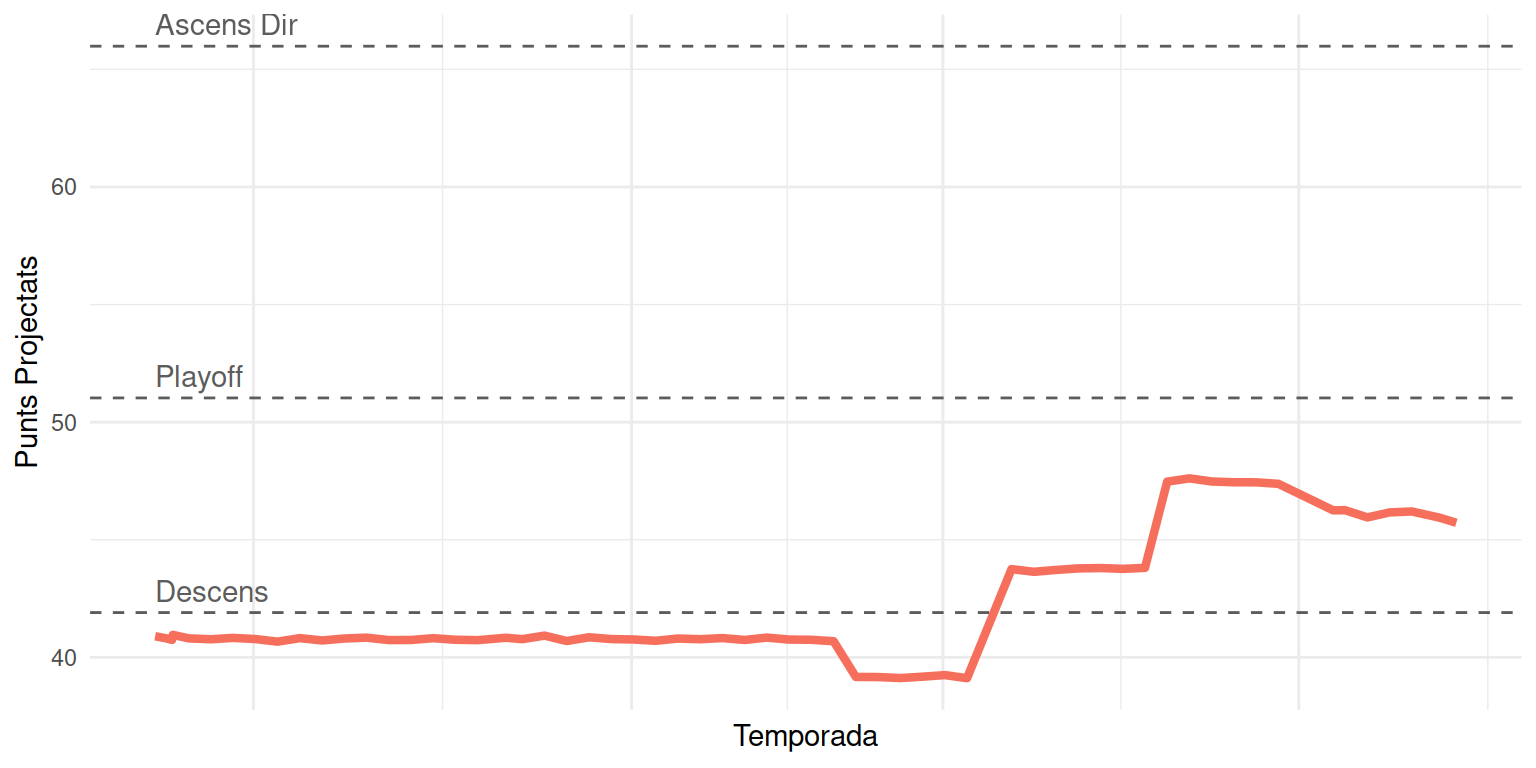 Ascens Dir
60
Playoff
50
Descens
40
Punts Projectats
Temporada